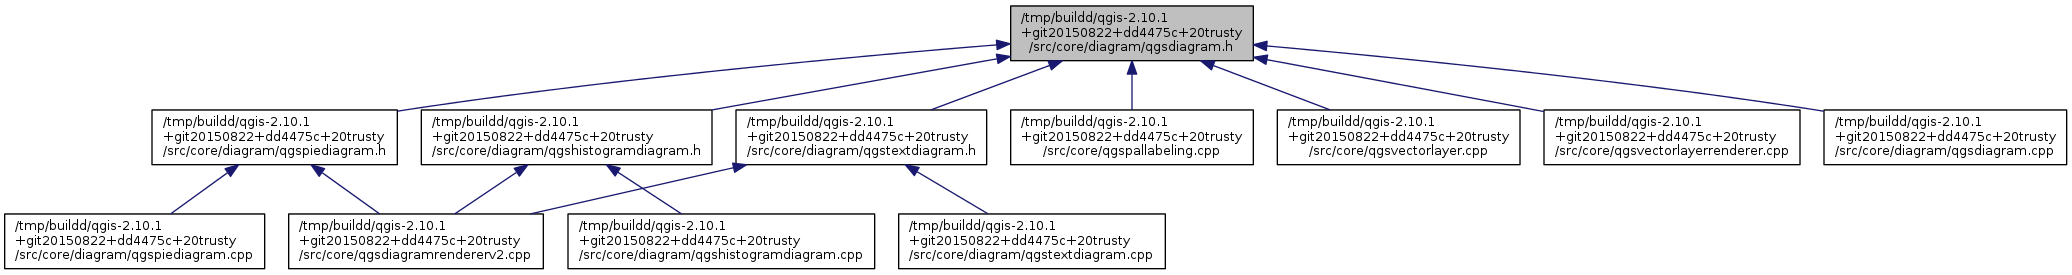 /tmp/buildd/qgis-2.10.1
+git20150822+dd4475c+20trusty
/src/core/diagram/qgsdiagram.h
/tmp/buildd/qgis-2.10.1
+git20150822+dd4475c+20trusty
/src/core/diagram/qgspiediagram.h
/tmp/buildd/qgis-2.10.1
+git20150822+dd4475c+20trusty
/src/core/diagram/qgshistogramdiagram.h
/tmp/buildd/qgis-2.10.1
+git20150822+dd4475c+20trusty
/src/core/diagram/qgstextdiagram.h
/tmp/buildd/qgis-2.10.1
+git20150822+dd4475c+20trusty
/src/core/qgspallabeling.cpp
/tmp/buildd/qgis-2.10.1
+git20150822+dd4475c+20trusty
/src/core/qgsvectorlayer.cpp
/tmp/buildd/qgis-2.10.1
+git20150822+dd4475c+20trusty
/src/core/qgsvectorlayerrenderer.cpp
/tmp/buildd/qgis-2.10.1
+git20150822+dd4475c+20trusty
/src/core/diagram/qgsdiagram.cpp
/tmp/buildd/qgis-2.10.1
+git20150822+dd4475c+20trusty
/src/core/diagram/qgspiediagram.cpp
/tmp/buildd/qgis-2.10.1
+git20150822+dd4475c+20trusty
/src/core/qgsdiagramrendererv2.cpp
/tmp/buildd/qgis-2.10.1
+git20150822+dd4475c+20trusty
/src/core/diagram/qgshistogramdiagram.cpp
/tmp/buildd/qgis-2.10.1
+git20150822+dd4475c+20trusty
/src/core/diagram/qgstextdiagram.cpp